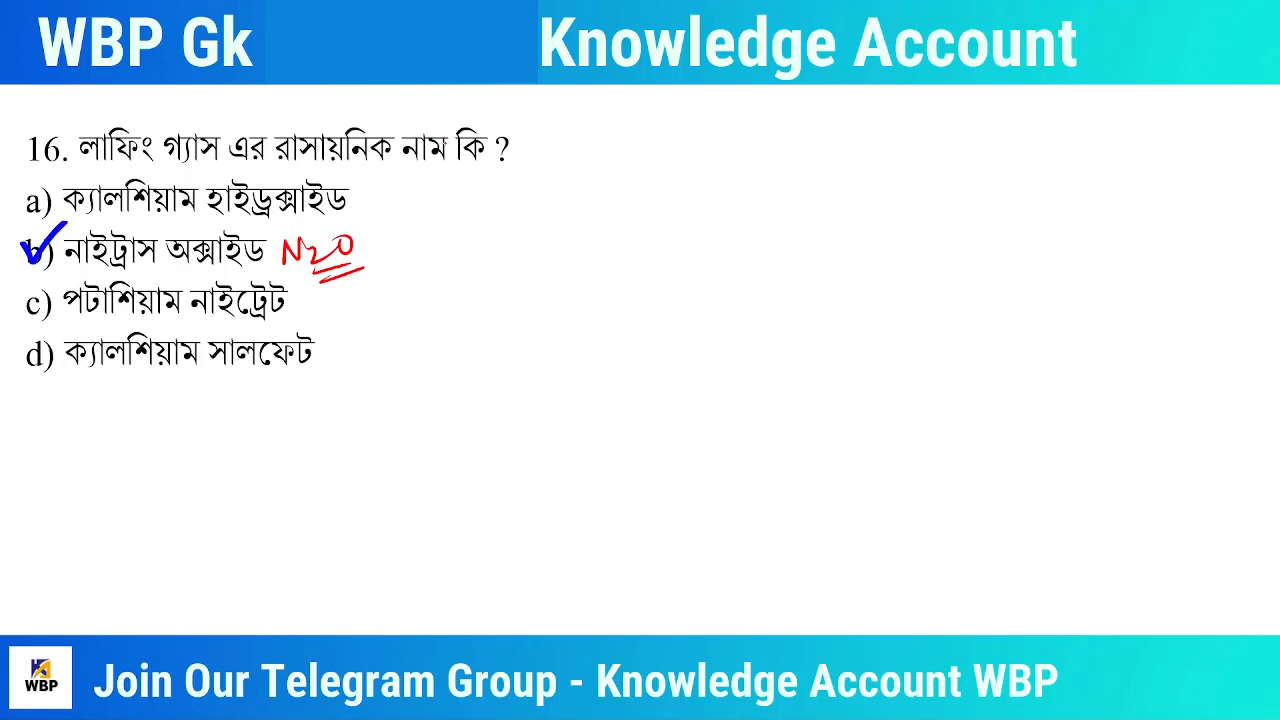 WBP Gk Knowledge Account
16. লাফিং গ্যাস এর রাসায়নিক নাম কি ?
a) ক্যালশিয়াম হাইড্রক্সাইড
b) নাইট্রাস অক্সাইড N2O
c) পটাশিয়াম নাইট্রেট
d) ক্যালশিয়াম সালফেট
WBP Join Our Telegram Group - Knowledge Account WBP